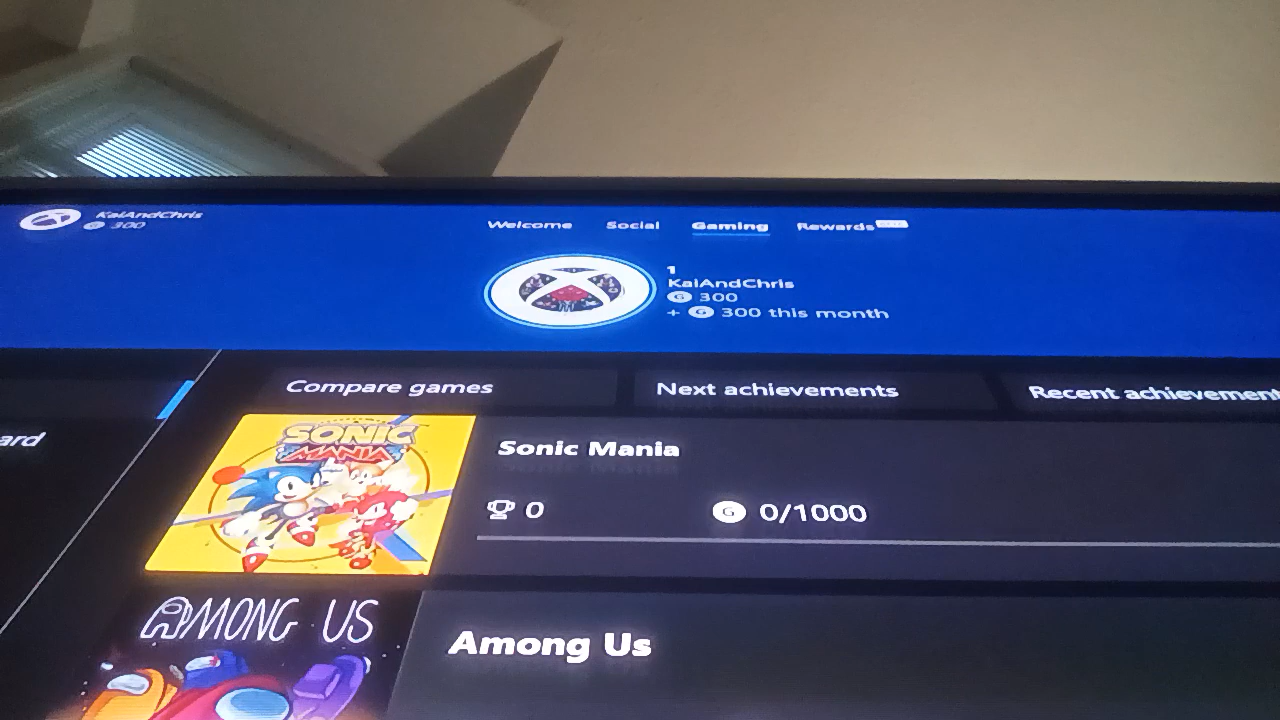 KaiAndChris
300
Welcome Social Gaming Rewards
1
KaiAndChris
G 300
+ G 300 this month
Compare games Next achievements Recent achievement
ard
SONIC
MANIA
Sonic Mania
0 G 0/1000
AMONG US
Among Us